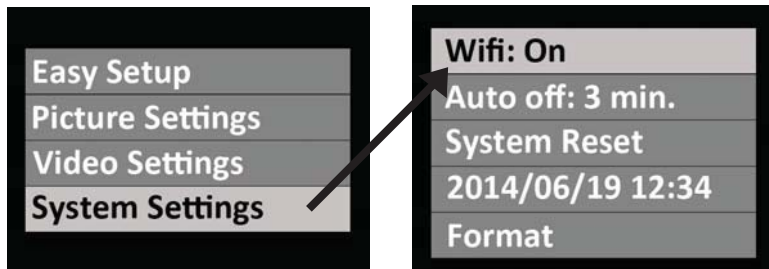 Easy Setup
Picture Settings
Video Settings
System Settings
Wifi: On
Auto off: 3 min.
System Reset
2014/06/19 12:34
Format